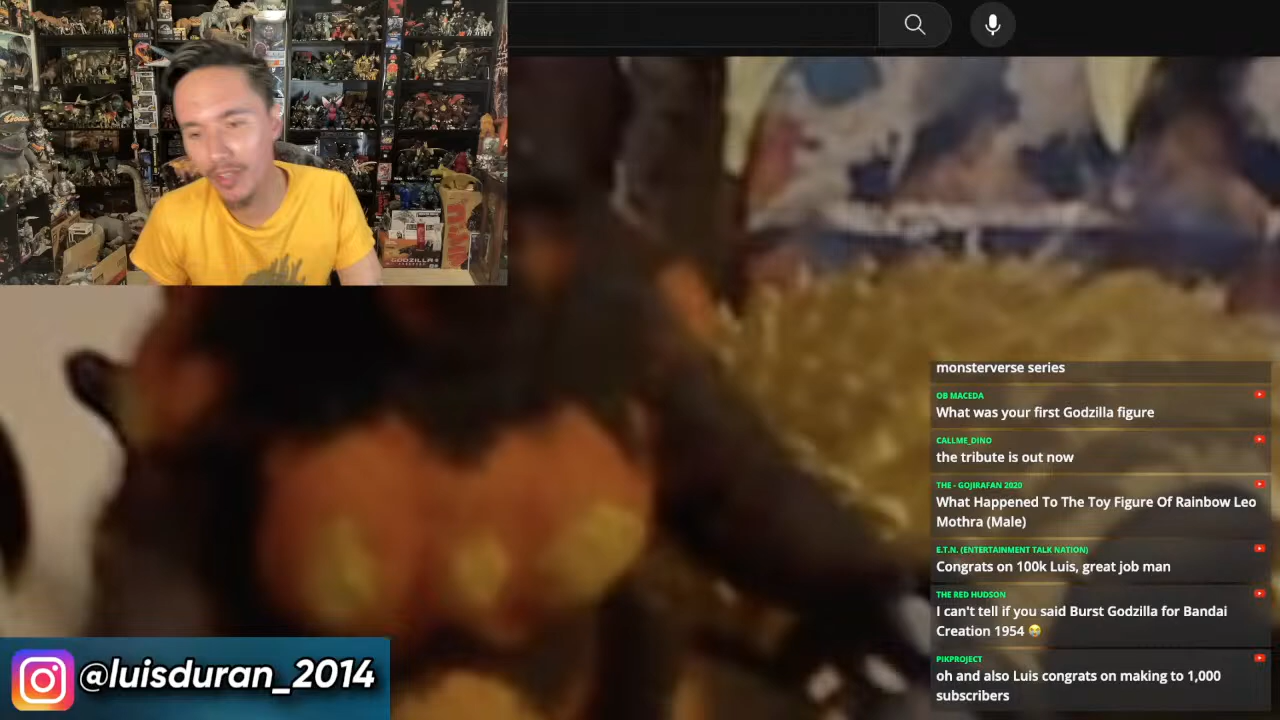 GODZILLA
monsterverse series
OB MACEDA
What was your first Godzilla figure
CALLME_DINO
the tribute is out now
THE - GOJIRAFAN 2020
What Happened To The Toy Figure Of Rainbow Leo
Mothra (Male)
E.T.N. (ENTERTAINMENT TALK NATION)
Congrats on 100k Luis, great job man
THE RED HUDSON
I can't tell if you said Burst Godzilla for Bandai
Creation 1954 😭
PIKPROJECT
oh and also Luis congrats on making to 1,000
subscribers
@luisduran_2014